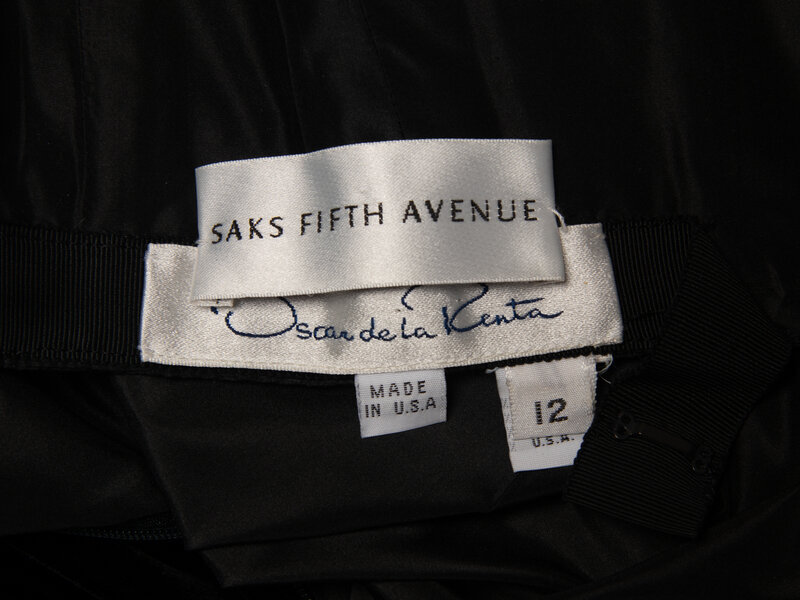 SAKS FIFTH AVENUE
Oscar de la Renta
MADE
IN U.S.A
12
U.S.A.